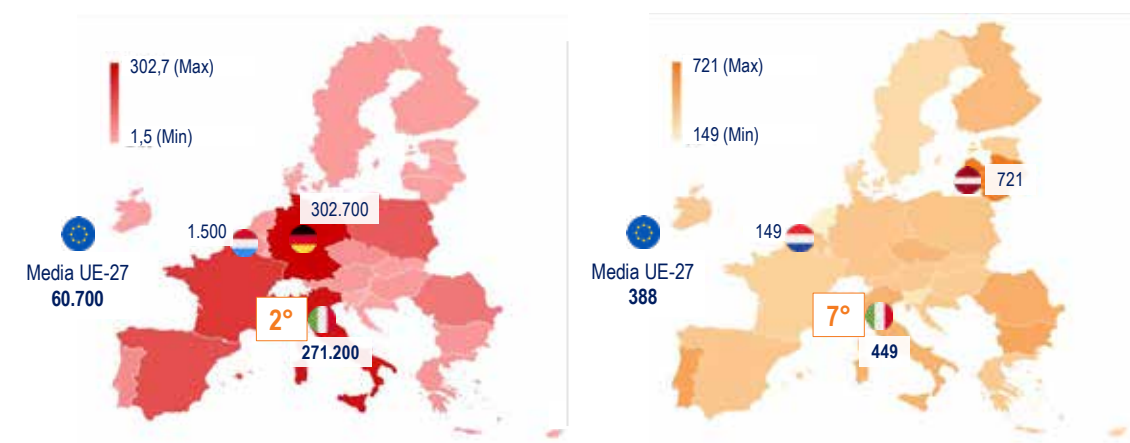 302,7 (Max)
1,5 (Min)
302.700
1.500
Media UE-27
60.700
2°
271.200
721 (Max)
149 (Min)
721
149
Media UE-27
388
7°
449